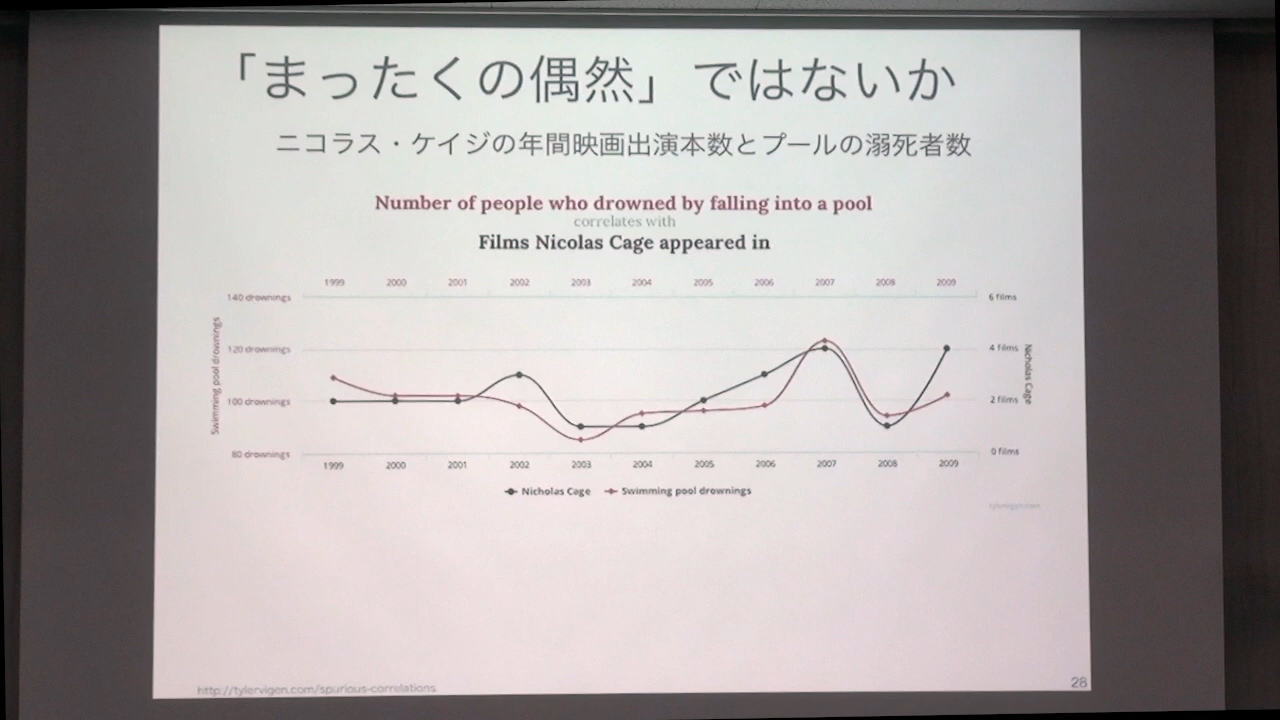 「まったくの偶然」ではないか
ニコラス・ケイジの年間映画出演本数とプールの溺死者数
Number of people who drowned by falling into a pool
correlates with
Films Nicolas Cage appeared in
1999 2000 2001 2002 2003 2004 2005 2006 2007 2008 2009
140 drownings 6 films
120 drownings 4 films
100 drownings 2 films
80 drownings 0 films
Swimming pool drownings
Nicholas Cage
1999 2000 2001 2002 2003 2004 2005 2006 2007 2008 2009
Nicholas Cage Swimming pool drownings
tylervigen.com
http://tylervigen.com/spurious-correlations
28